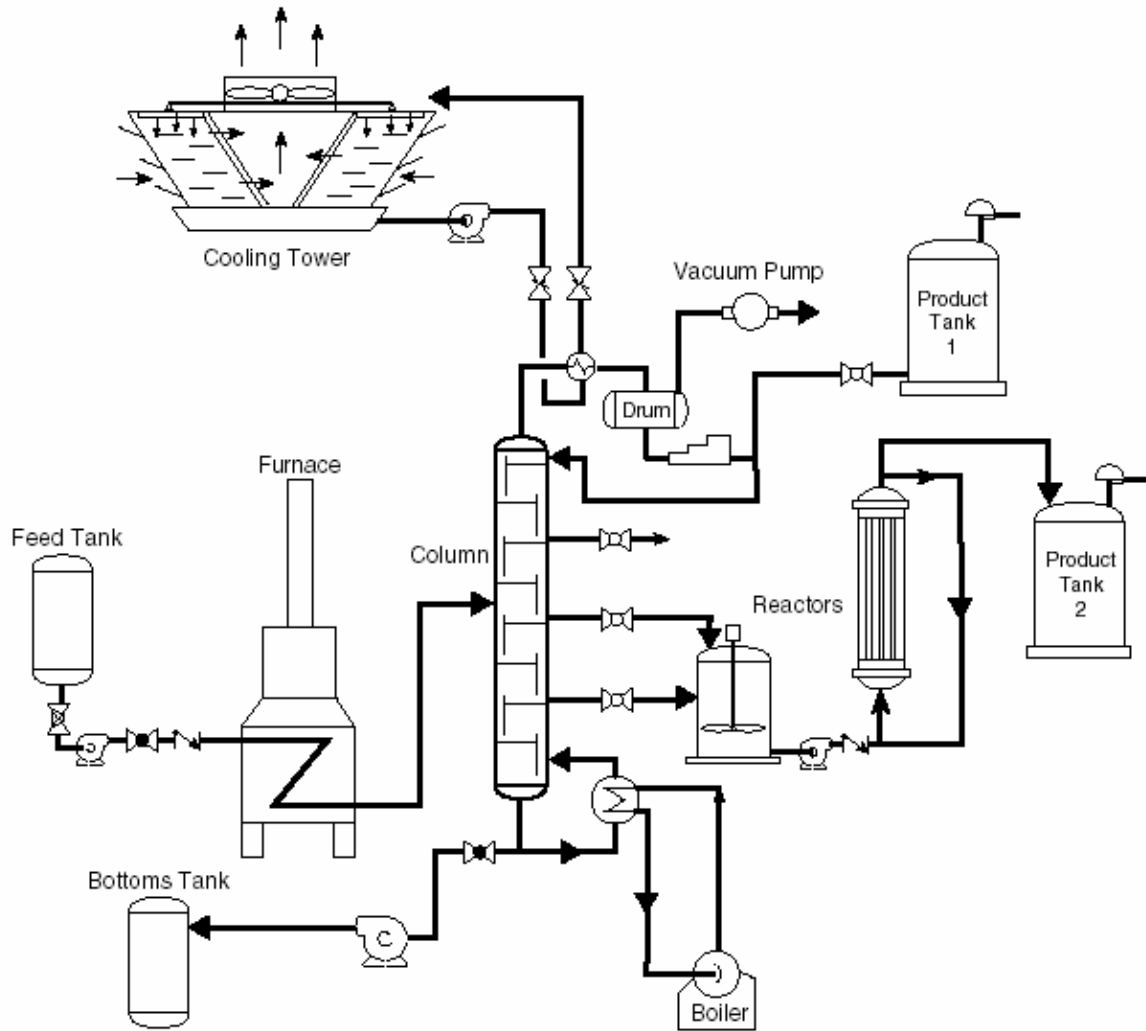 Cooling Tower
Vacuum Pump
Product
Tank
1
Drum
Furnace
Feed Tank
Column
Reactors
Product
Tank
2
Bottoms Tank
C
Boiler